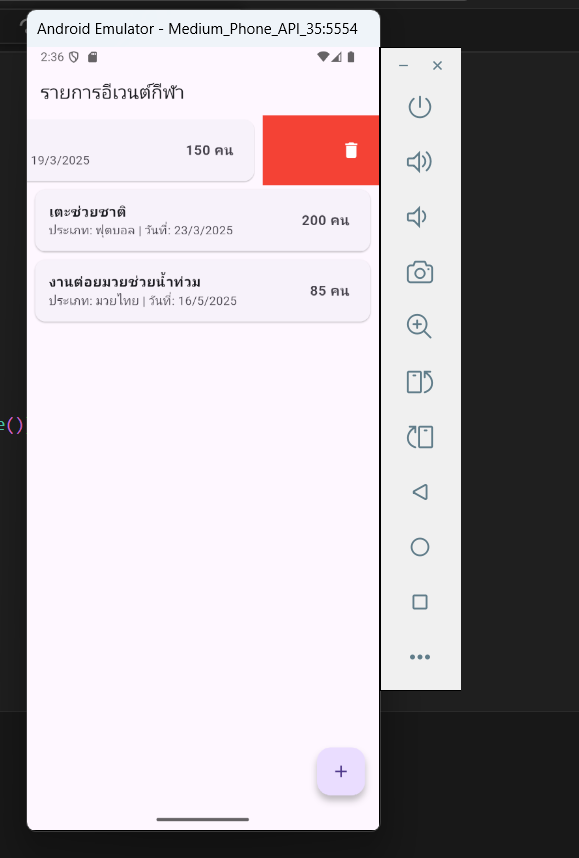 Android Emulator - Medium_Phone_API_35:5554
2:36
รายการอีเวนต์กีฬา
150 คน
19/3/2025
เตะช่วยชาติ
200 คน
ประเภท: ฟุตบอล | วันที่: 23/3/2025
งานต่อยมวยช่วยน้ำท่วม
85 คน
ประเภท: มวยไทย | วันที่: 16/5/2025
e()
+